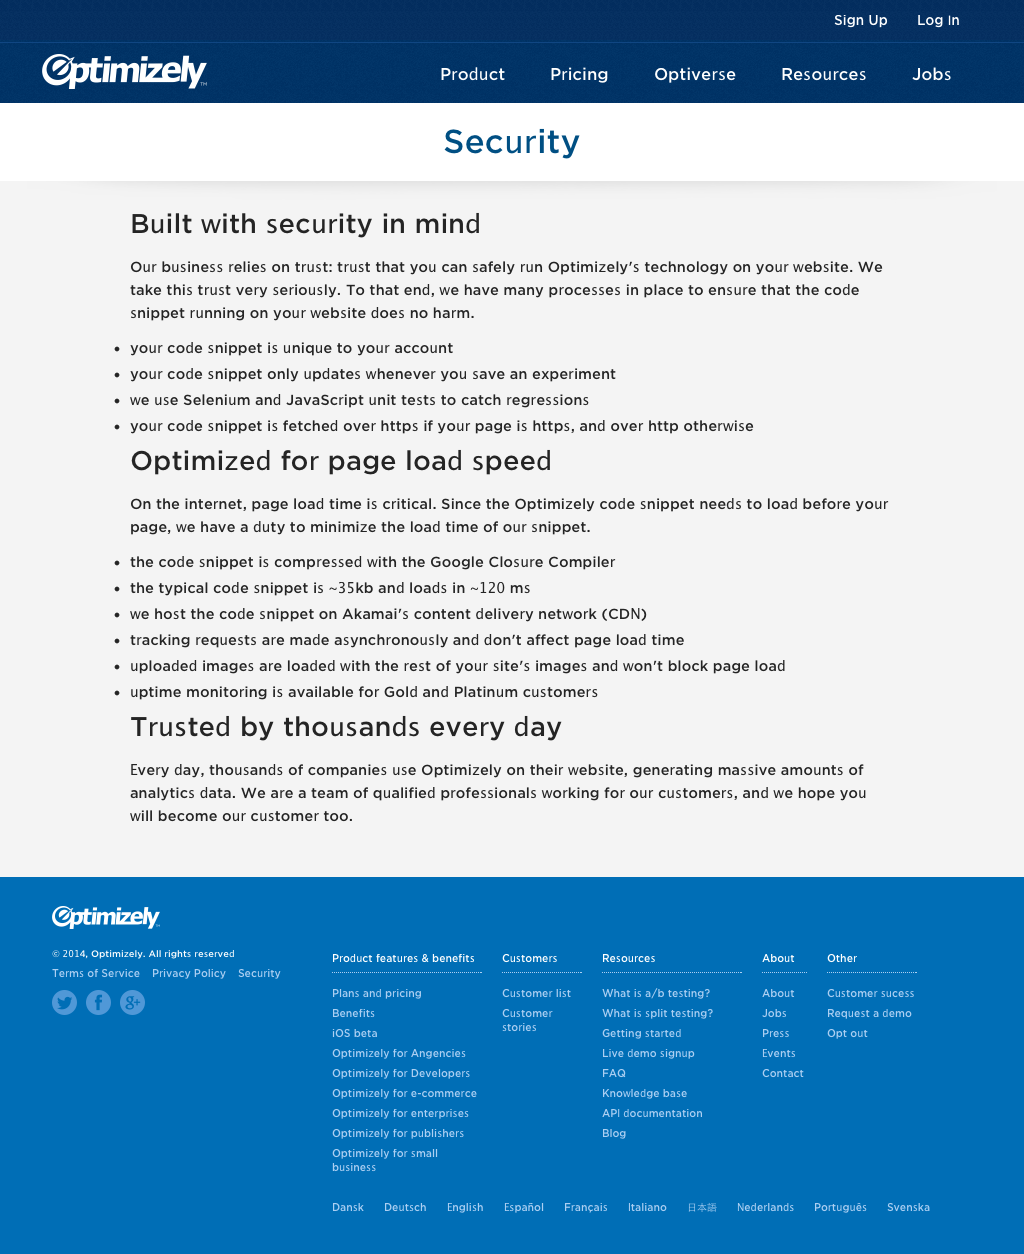 Sign Up Log In
Optimizely™
Product Pricing Optiverse Resources Jobs
Security
Built with security in mind
Our business relies on trust: trust that you can safely run Optimizely's technology on your website. We
take this trust very seriously. To that end, we have many processes in place to ensure that the code
snippet running on your website does no harm.
• your code snippet is unique to your account
• your code snippet only updates whenever you save an experiment
• we use Selenium and JavaScript unit tests to catch regressions
• your code snippet is fetched over https if your page is https, and over http otherwise
Optimized for page load speed
On the internet, page load time is critical. Since the Optimizely code snippet needs to load before your
page, we have a duty to minimize the load time of our snippet.
• the code snippet is compressed with the Google Closure Compiler
• the typical code snippet is ~35kb and loads in ~120 ms
• we host the code snippet on Akamai's content delivery network (CDN)
• tracking requests are made asynchronously and don't affect page load time
• uploaded images are loaded with the rest of your site's images and won't block page load
• uptime monitoring is available for Gold and Platinum customers
Trusted by thousands every day
Every day, thousands of companies use Optimizely on their website, generating massive amounts of
analytics data. We are a team of qualified professionals working for our customers, and we hope you
will become our customer too.
Optimizely™
© 2014, Optimizely. All rights reserved
Terms of Service Privacy Policy Security
Product features & benefits
Plans and pricing
Benefits
iOS beta
Optimizely for Angencies
Optimizely for Developers
Optimizely for e-commerce
Optimizely for enterprises
Optimizely for publishers
Optimizely for small
business
Customers
Customer list
Customer
stories
Resources
What is a/b testing?
What is split testing?
Getting started
Live demo signup
FAQ
Knowledge base
API documentation
Blog
About
About
Jobs
Press
Events
Contact
Other
Customer sucess
Request a demo
Opt out
Dansk Deutsch English Español Français Italiano 日本語 Nederlands Português Svenska